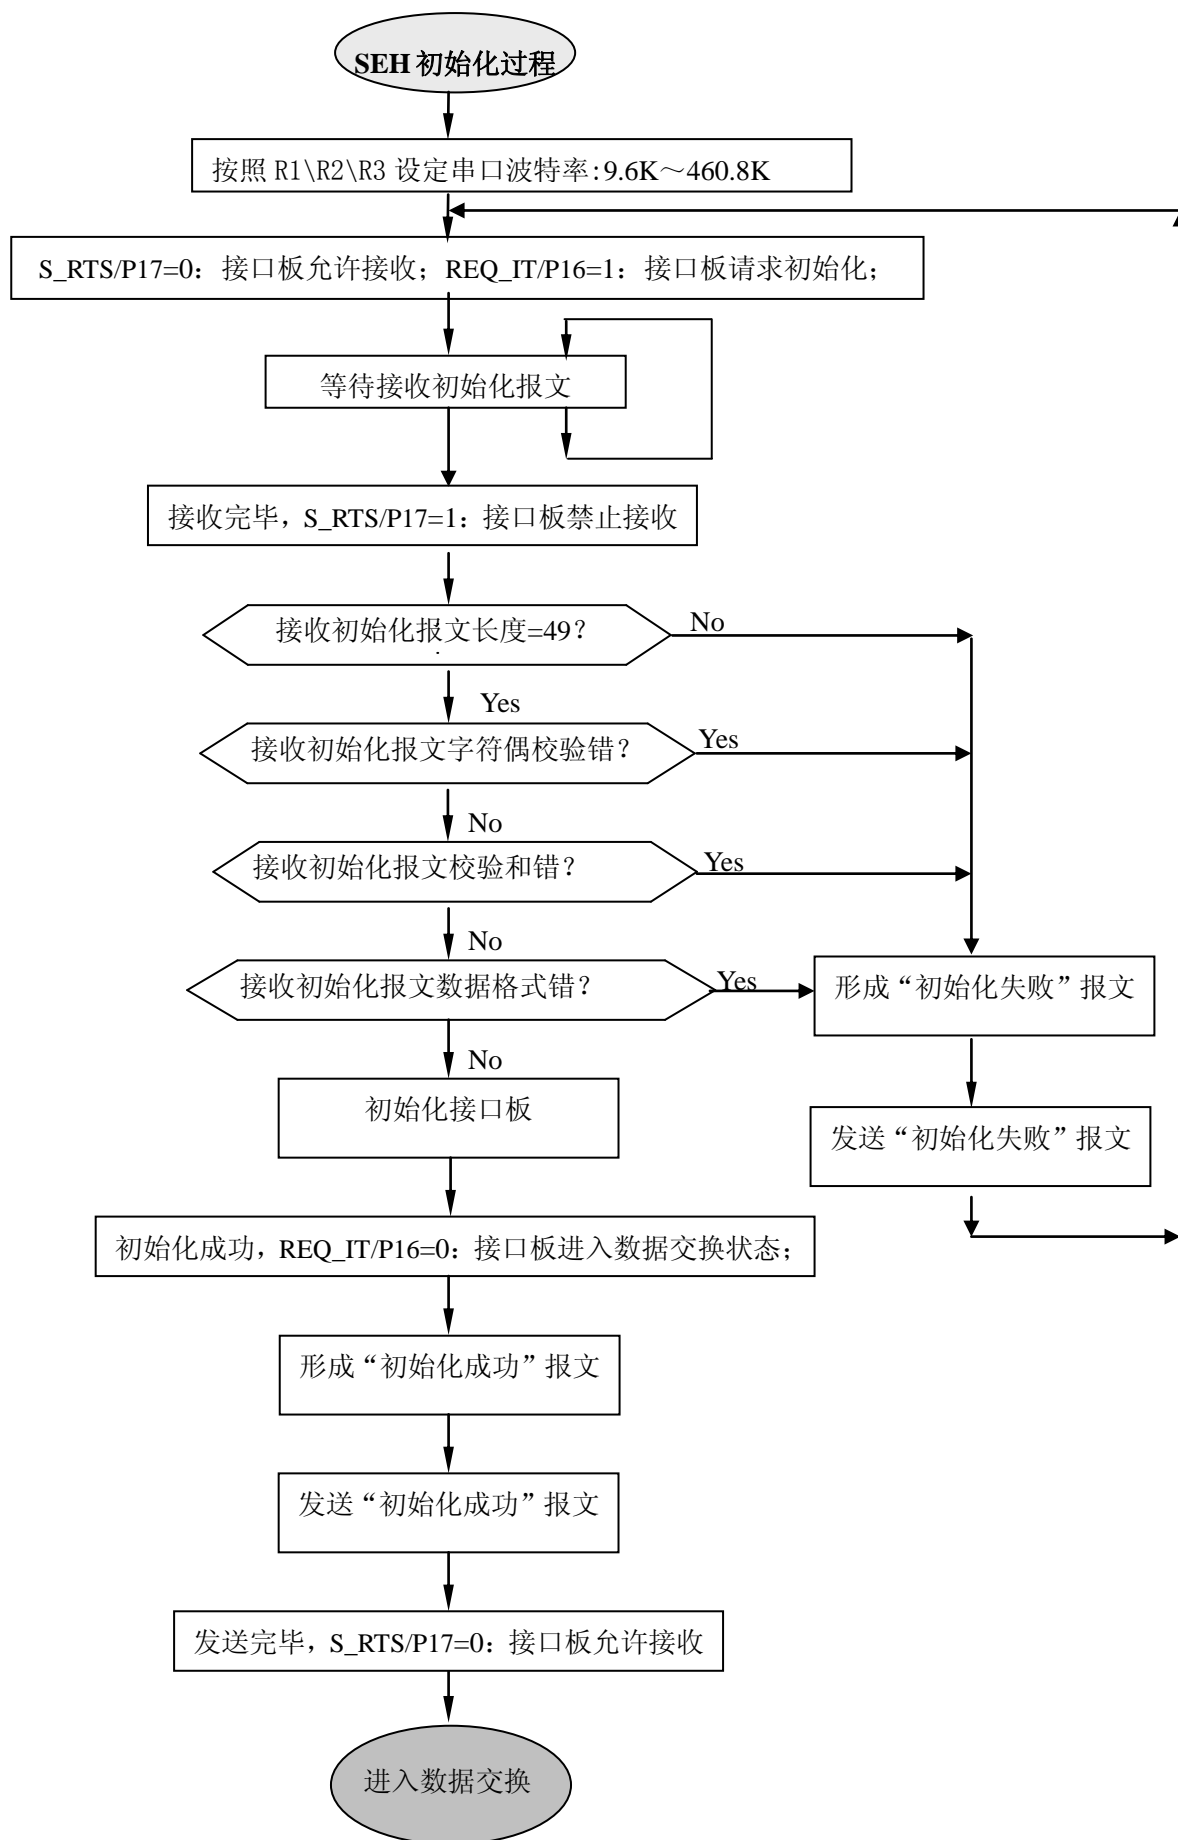 SEH 初始化过程
按照 R1\R2\R3 设定串口波特率:9.6K～460.8K
S_RTS/P17=0：接口板允许接收；REQ_IT/P16=1：接口板请求初始化；
等待接收初始化报文
接收完毕，S_RTS/P17=1：接口板禁止接收
接收初始化报文长度=49？
No
Yes
接收初始化报文字符偶校验错？
Yes
No
接收初始化报文校验和错？
Yes
No
接收初始化报文数据格式错？
Yes
形成“初始化失败”报文
No
初始化接口板
发送“初始化失败”报文
初始化成功，REQ_IT/P16=0：接口板进入数据交换状态；
形成“初始化成功”报文
发送“初始化成功”报文
发送完毕，S_RTS/P17=0：接口板允许接收
进入数据交换